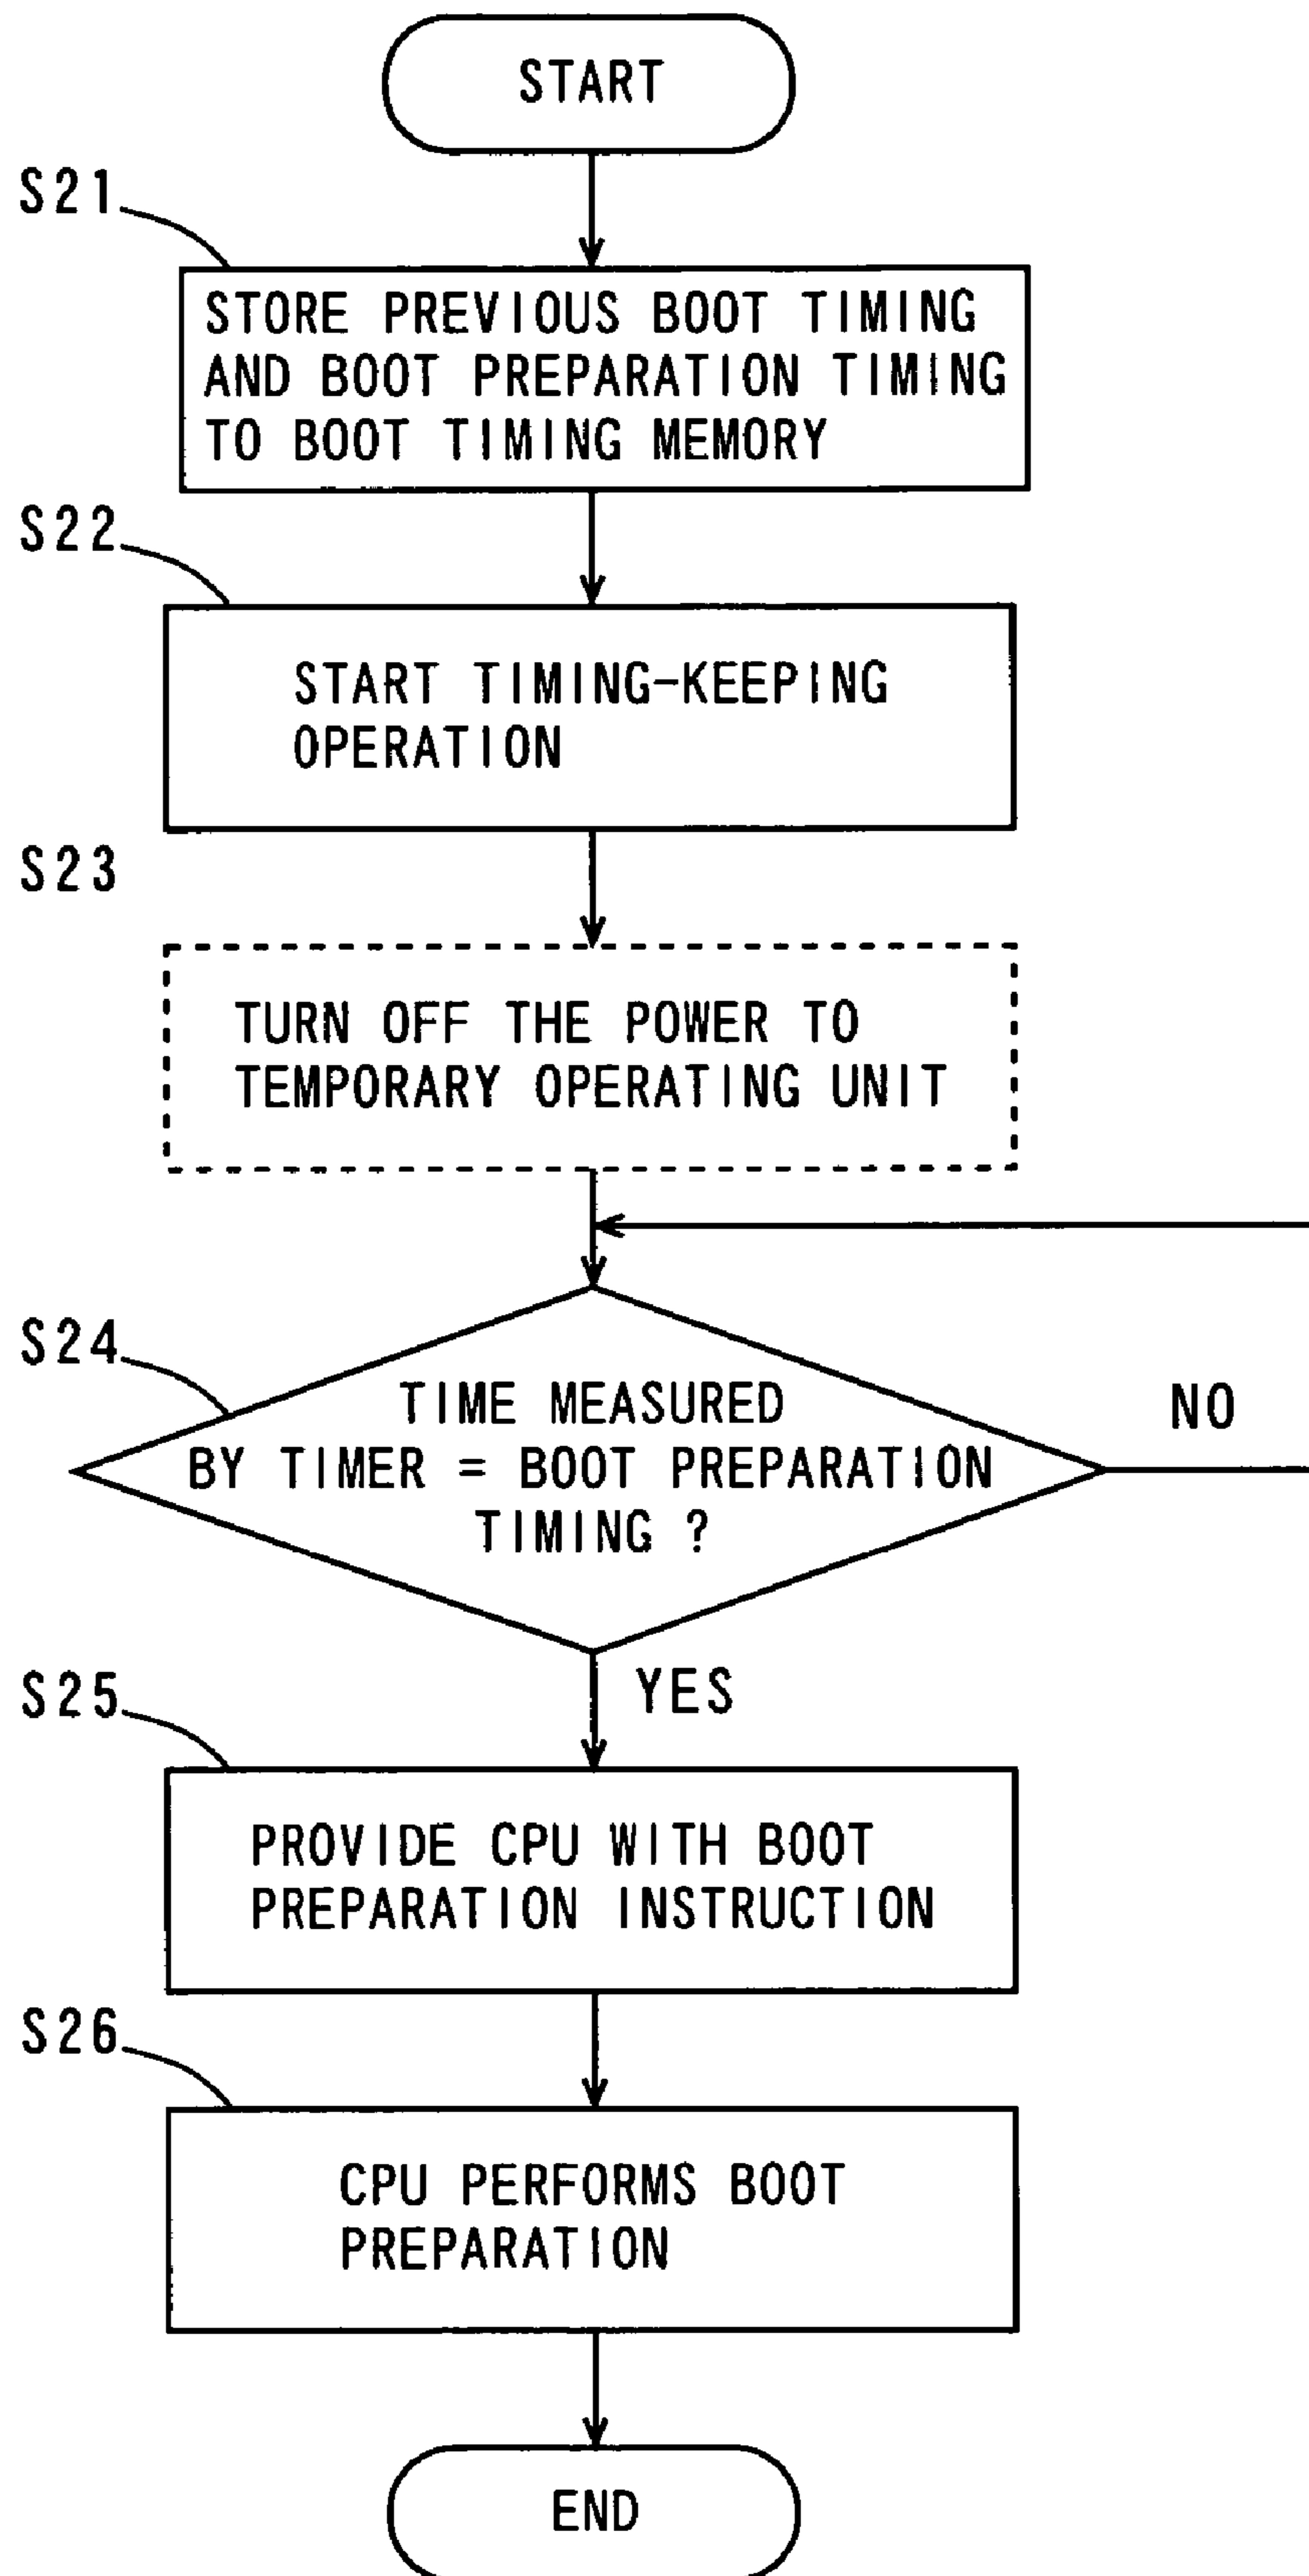 START
S21
STORE PREVIOUS BOOT TIMING
AND BOOT PREPARATION TIMING
TO BOOT TIMING MEMORY
S22
START TIMING-KEEPING
OPERATION
S23
TURN OFF THE POWER TO
TEMPORARY OPERATING UNIT
S24
TIME MEASURED
BY TIMER = BOOT PREPARATION
TIMING ?
NO
YES
S25
PROVIDE CPU WITH BOOT
PREPARATION INSTRUCTION
S26
CPU PERFORMS BOOT
PREPARATION
END